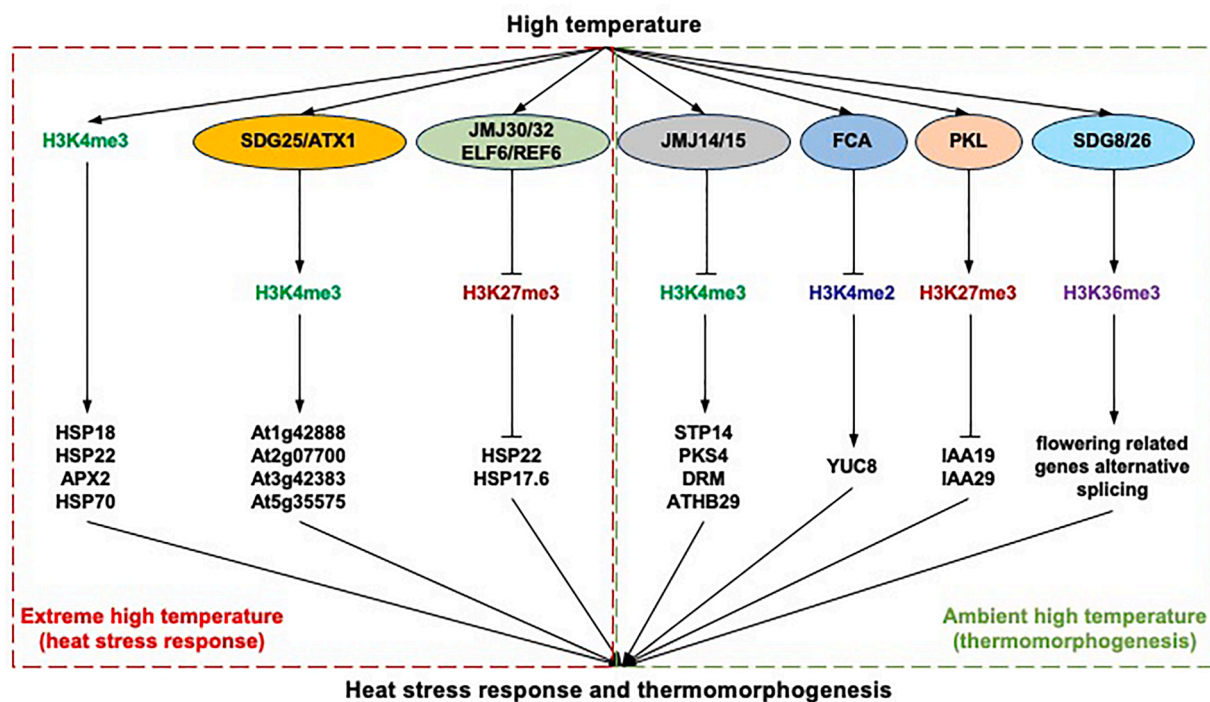 High temperature
H3K4me3
SDG25/ATX1
JMJ30/32
ELF6/REF6
JMJ14/15
FCA
PKL
SDG8/26
H3K4me3
H3K27me3
H3K4me3
H3K4me2
H3K27me3
H3K36me3
HSP18
HSP22
APX2
HSP70
At1g42888
At2g07700
At3g42383
At5g35575
HSP22
HSP17.6
STP14
PKS4
DRM
ATHB29
YUC8
IAA19
IAA29
flowering related
genes alternative
splicing
Extreme high temperature
(heat stress response)
Ambient high temperature
(thermomorphogenesis)
Heat stress response and thermomorphogenesis